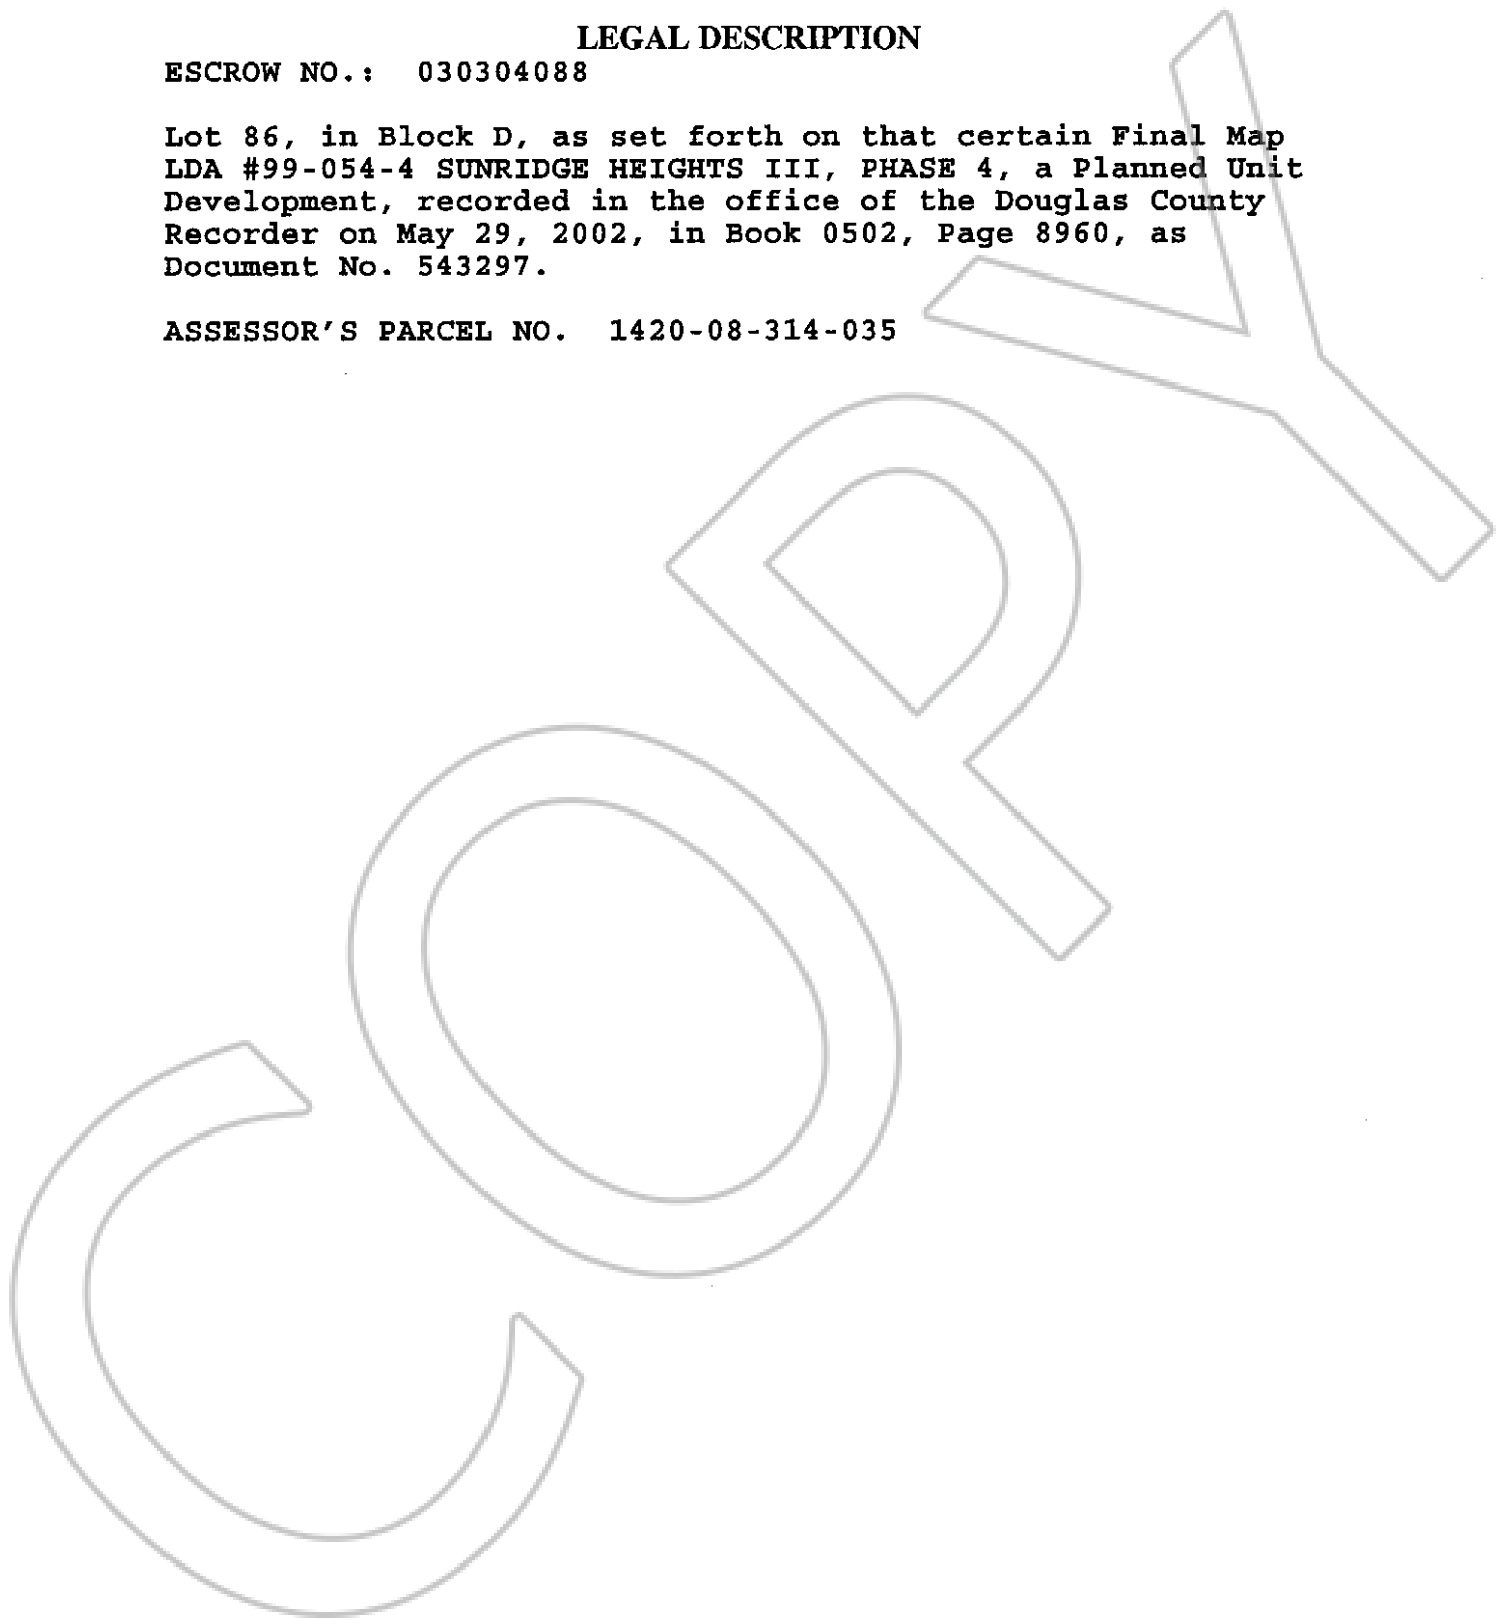 LEGAL DESCRIPTION
ESCROW NO.: 030304088
Lot 86, in Block D, as set forth on that certain Final Map
LDA #99-054-4 SUNRIDGE HEIGHTS III, PHASE 4, a Planned Unit
Development, recorded in the office of the Douglas County
Recorder on May 29, 2002, in Book 0502, Page 8960, as
Document No. 543297.
ASSESSOR'S PARCEL NO. 1420-08-314-035
COPY